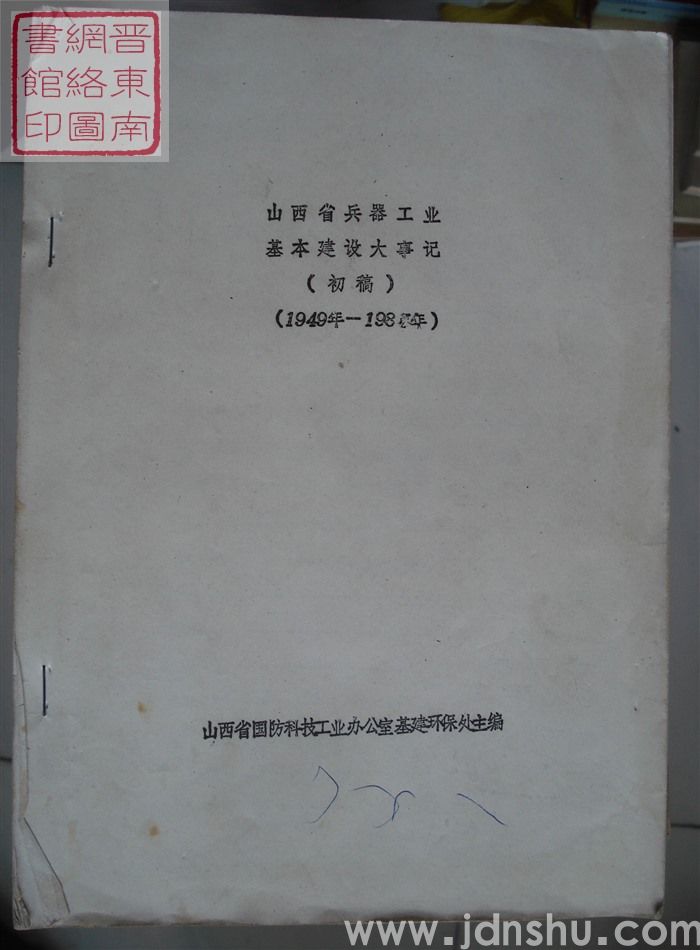 晋東南
網絡圖
書館印
山西省兵器工业
基本建设大事记
（初稿）
（1949年--198 年）
山西省国防科技工业办公室基建环保处主编
www.jdnshu.com